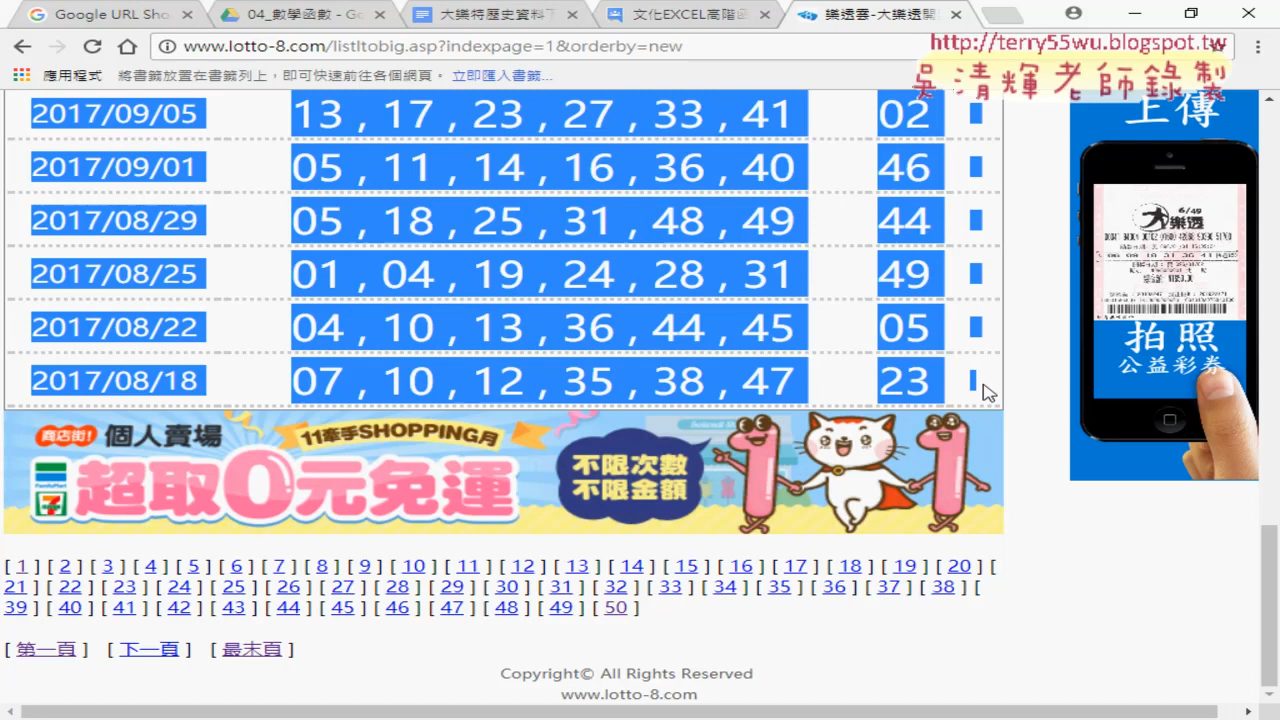 Google URL Sho
04_數學函數 - Go
大樂特歷史資料下
文化EXCEL高階函
樂透雲-大樂透開
www.lotto-8.com/listltobig.asp?indexpage=1&orderby=new
http://terry55wu.blogspot.tw
應用程式 將書籤放置在書籤列上，即可快速前往各個網頁。 立即匯入書籤...
吳清輝老師錄製
2017/09/05 13 , 17 , 23 , 27 , 33 , 41 02
2017/09/01 05 , 11 , 14 , 16 , 36 , 40 46
2017/08/29 05 , 18 , 25 , 31 , 48 , 49 44
2017/08/25 01 , 04 , 19 , 24 , 28 , 31 49
2017/08/22 04 , 10 , 13 , 36 , 44 , 45 05
2017/08/18 07 , 10 , 12 , 35 , 38 , 47 23
上傳
6/49
大樂透
拍照
公益彩券
商店街! 個人賣場
11牽手SHOPPING月
超取0元免運
不限次數
不限金額
FamilyMart
[ 1 ] [ 2 ] [ 3 ] [ 4 ] [ 5 ] [ 6 ] [ 7 ] [ 8 ] [ 9 ] [ 10 ] [ 11 ] [ 12 ] [ 13 ] [ 14 ] [ 15 ] [ 16 ] [ 17 ] [ 18 ] [ 19 ] [ 20 ] [
21 ] [ 22 ] [ 23 ] [ 24 ] [ 25 ] [ 26 ] [ 27 ] [ 28 ] [ 29 ] [ 30 ] [ 31 ] [ 32 ] [ 33 ] [ 34 ] [ 35 ] [ 36 ] [ 37 ] [ 38 ] [
39 ] [ 40 ] [ 41 ] [ 42 ] [ 43 ] [ 44 ] [ 45 ] [ 46 ] [ 47 ] [ 48 ] [ 49 ] [ 50 ]
[ 第一頁 ] [ 下一頁 ] [ 最末頁 ]
Copyright© All Rights Reserved
www.lotto-8.com